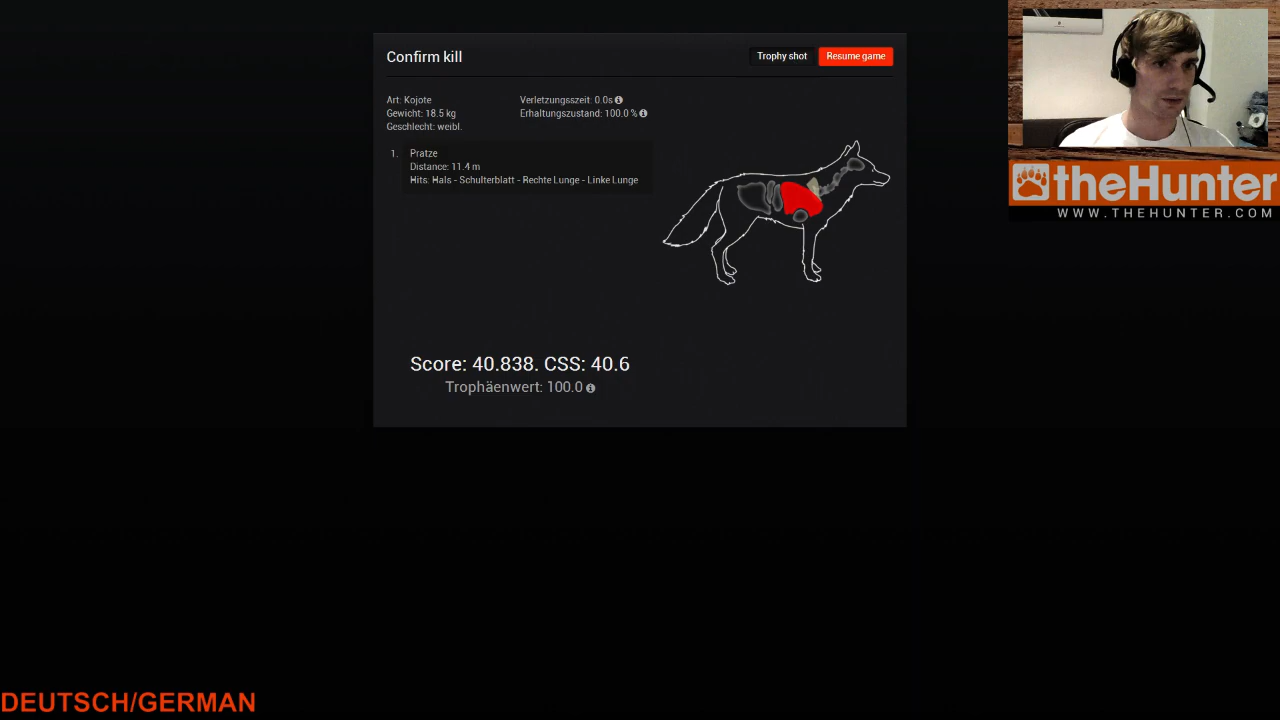 Confirm kill
Trophy shot
Resume game
Art: Kojote
Gewicht: 18.5 kg
Geschlecht: weibl.
Verletzungsszeit: 0.0s
Erhaltungszustand: 100.0 %
1. Pratze
Distance: 11.4 m
Hits: Hals - Schulterblatt - Rechte Lunge - Linke Lunge
Score: 40.838. CSS: 40.6
Trophäenwert: 100.0
theHunter
WWW.THEHUNTER.COM
DEUTSCH/GERMAN